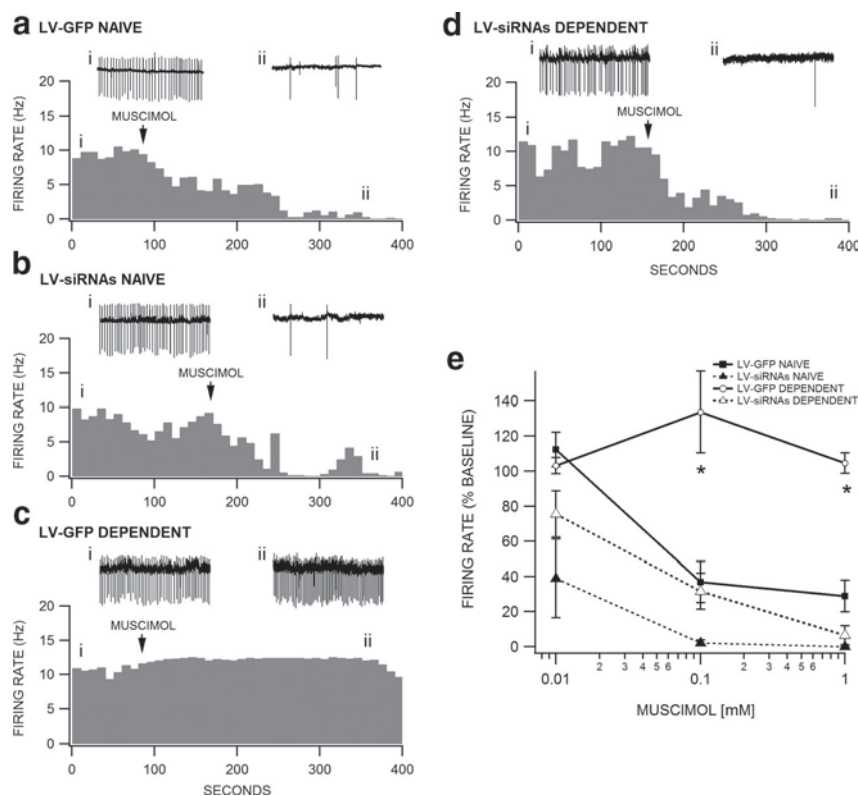 a LV-GFP NAIVE
i
ii
MUSCIMOL
i
ii
FIRING RATE (Hz)
20
15
10
5
0
0 100 200 300 400
b LV-siRNAs NAIVE
i
ii
MUSCIMOL
i
ii
FIRING RATE (Hz)
20
15
10
5
0
0 100 200 300 400
c LV-GFP DEPENDENT
i
ii
MUSCIMOL
i
ii
FIRING RATE (Hz)
20
15
10
5
0
0 100 200 300 400
SECONDS
d LV-siRNAs DEPENDENT
i
ii
MUSCIMOL
i
ii
FIRING RATE (Hz)
20
15
10
5
0
0 100 200 300 400
SECONDS
e
LV-GFP NAIVE
LV-siRNAs NAIVE
LV-GFP DEPENDENT
LV-siRNAs DEPENDENT
FIRING RATE (% BASELINE)
140
120
100
80
60
40
20
0
*
*
0.01 2 3 4 5 6 0.1 2 3 4 5 6 1
MUSCIMOL [mM]